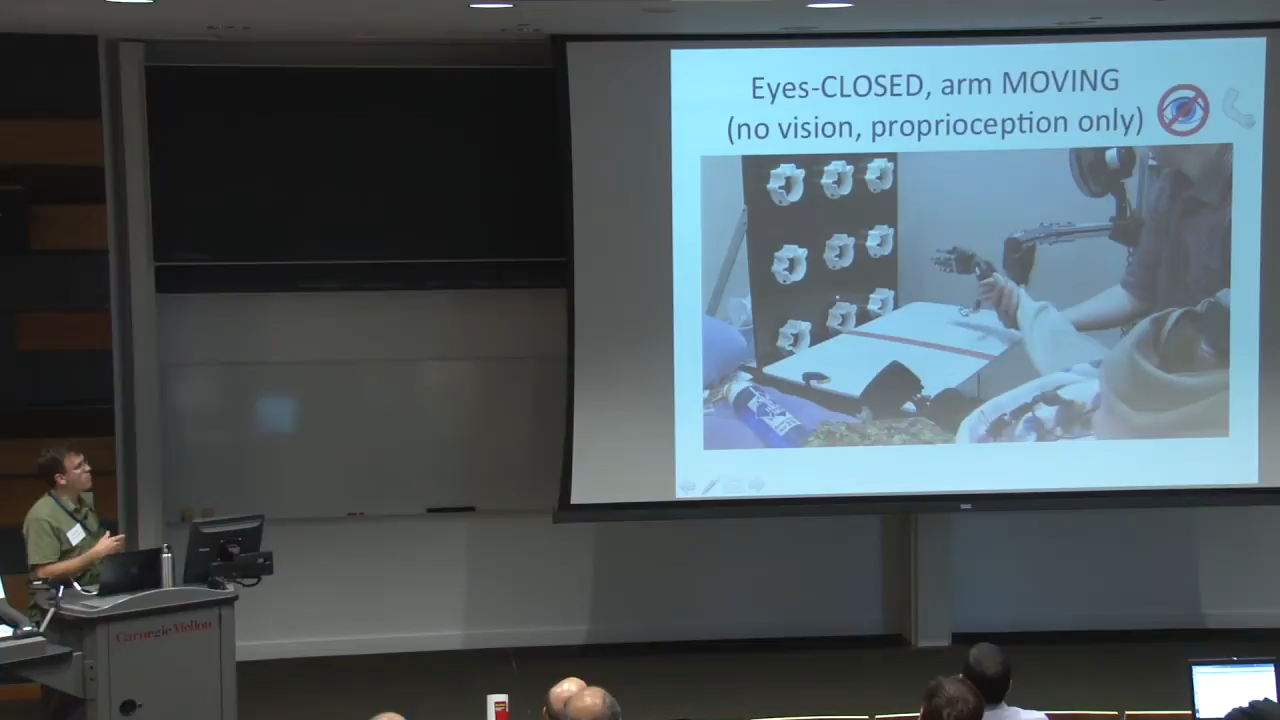 Eyes-CLOSED, arm MOVING
(no vision, proprioception only)
Carnegie Mellon